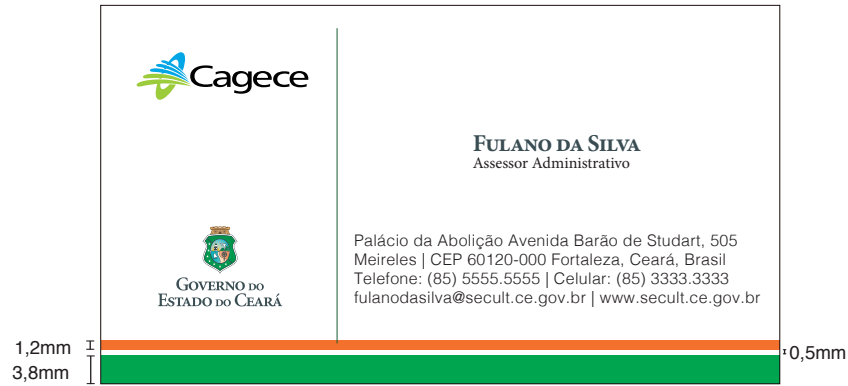 Cagece
FULANO DA SILVA
Assessor Administrativo
GOVERNO DO
ESTADO DO CEARÁ
Palácio da Abolição Avenida Barão de Studart, 505
Meireles | CEP 60120-000 Fortaleza, Ceará, Brasil
Telefone: (85) 5555.5555 | Celular: (85) 3333.3333
fulanodasilva@secult.ce.gov.br | www.secult.ce.gov.br
1,2mm
0,5mm
3,8mm